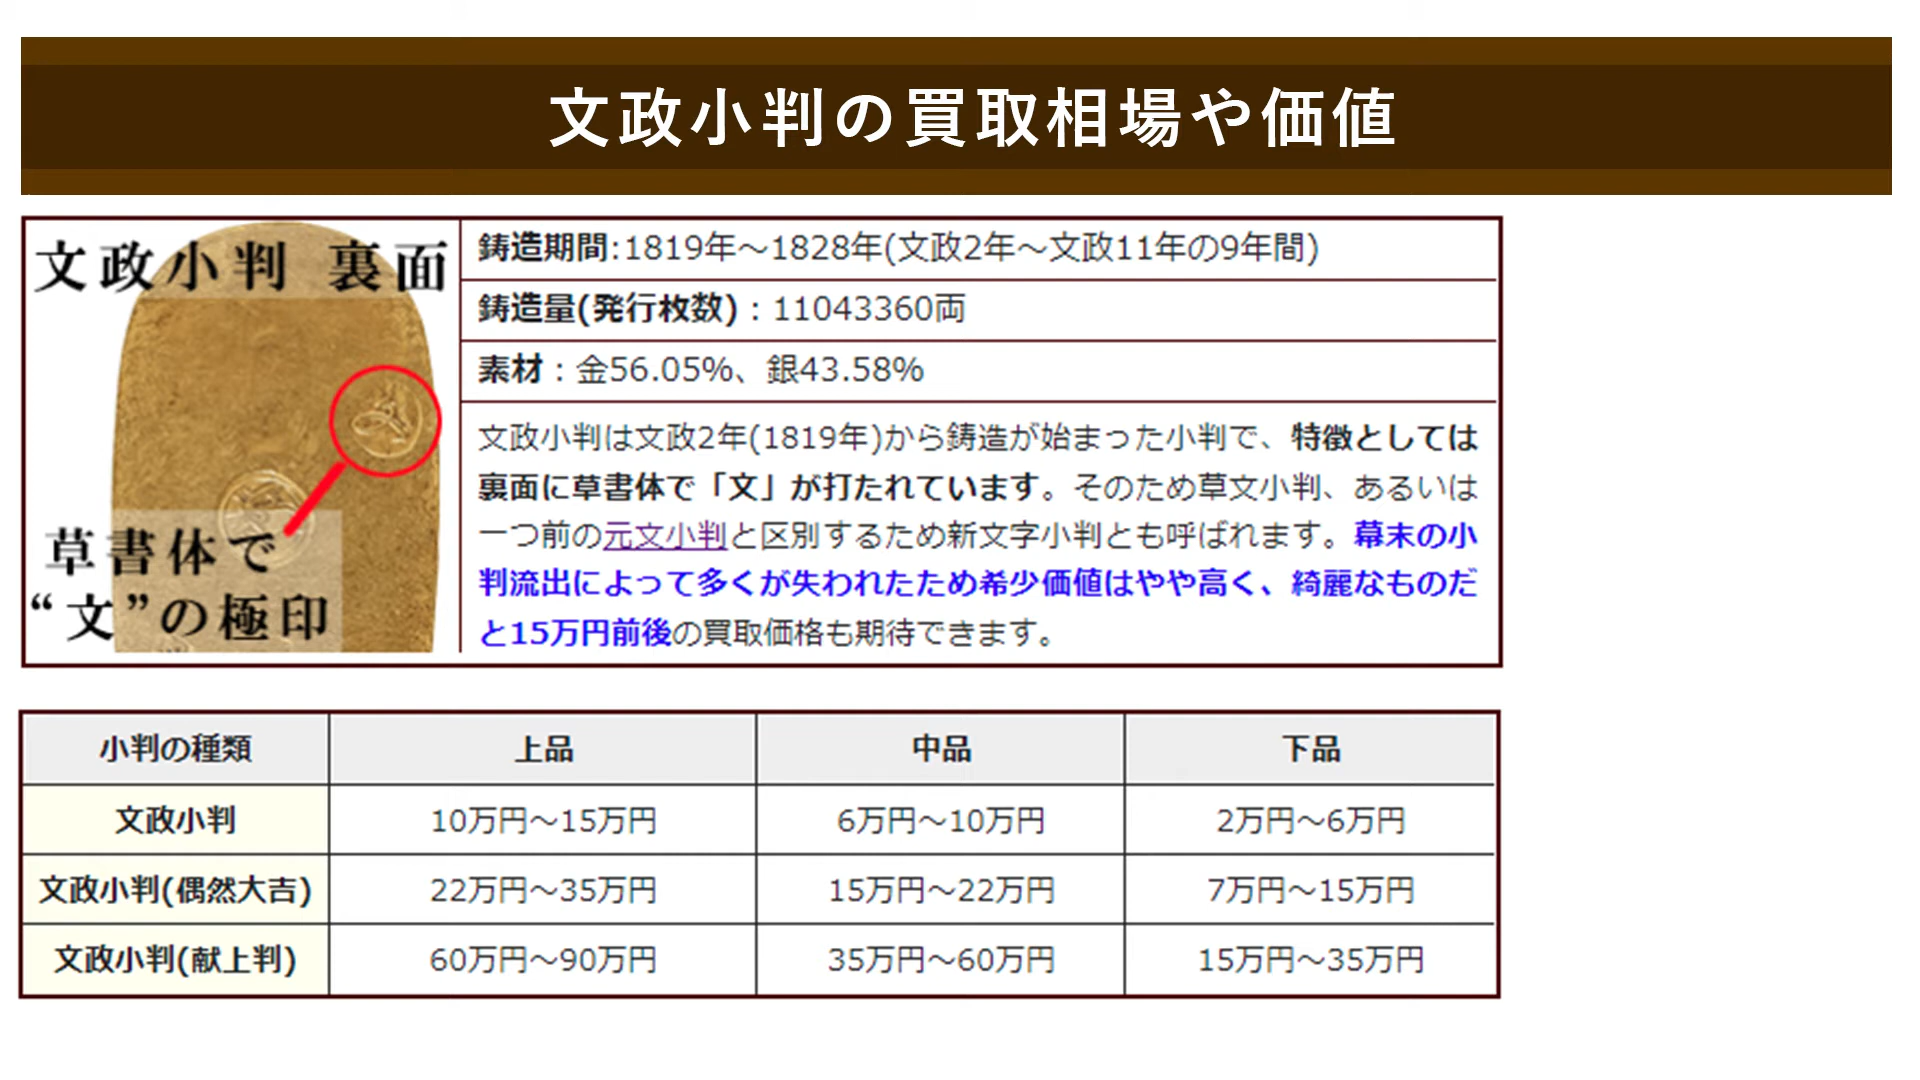 文政小判の買取相場や価値
文政小判 裏面
草書体で
“文”の極印
鋳造期間:1819年～1828年(文政2年～文政11年の9年間)
鋳造量(発行枚数)：11043360両
素材：金56.05%、銀43.58%
文政小判は文政2年(1819年)から鋳造が始まった小判で、特徴としては
裏面に草書体で「文」が打たれています。そのため草文小判、あるいは
一つ前の元文小判と区別するため新文字小判とも呼ばれます。幕末の小
判流出によって多くが失われたため希少価値はやや高く、綺麗なものだ
と15万円前後の買取価格も期待できます。
小判の種類 上品 中品 下品
文政小判 10万円～15万円 6万円～10万円 2万円～6万円
文政小判(偶然大吉) 22万円～35万円 15万円～22万円 7万円～15万円
文政小判(献上判) 60万円～90万円 35万円～60万円 15万円～35万円